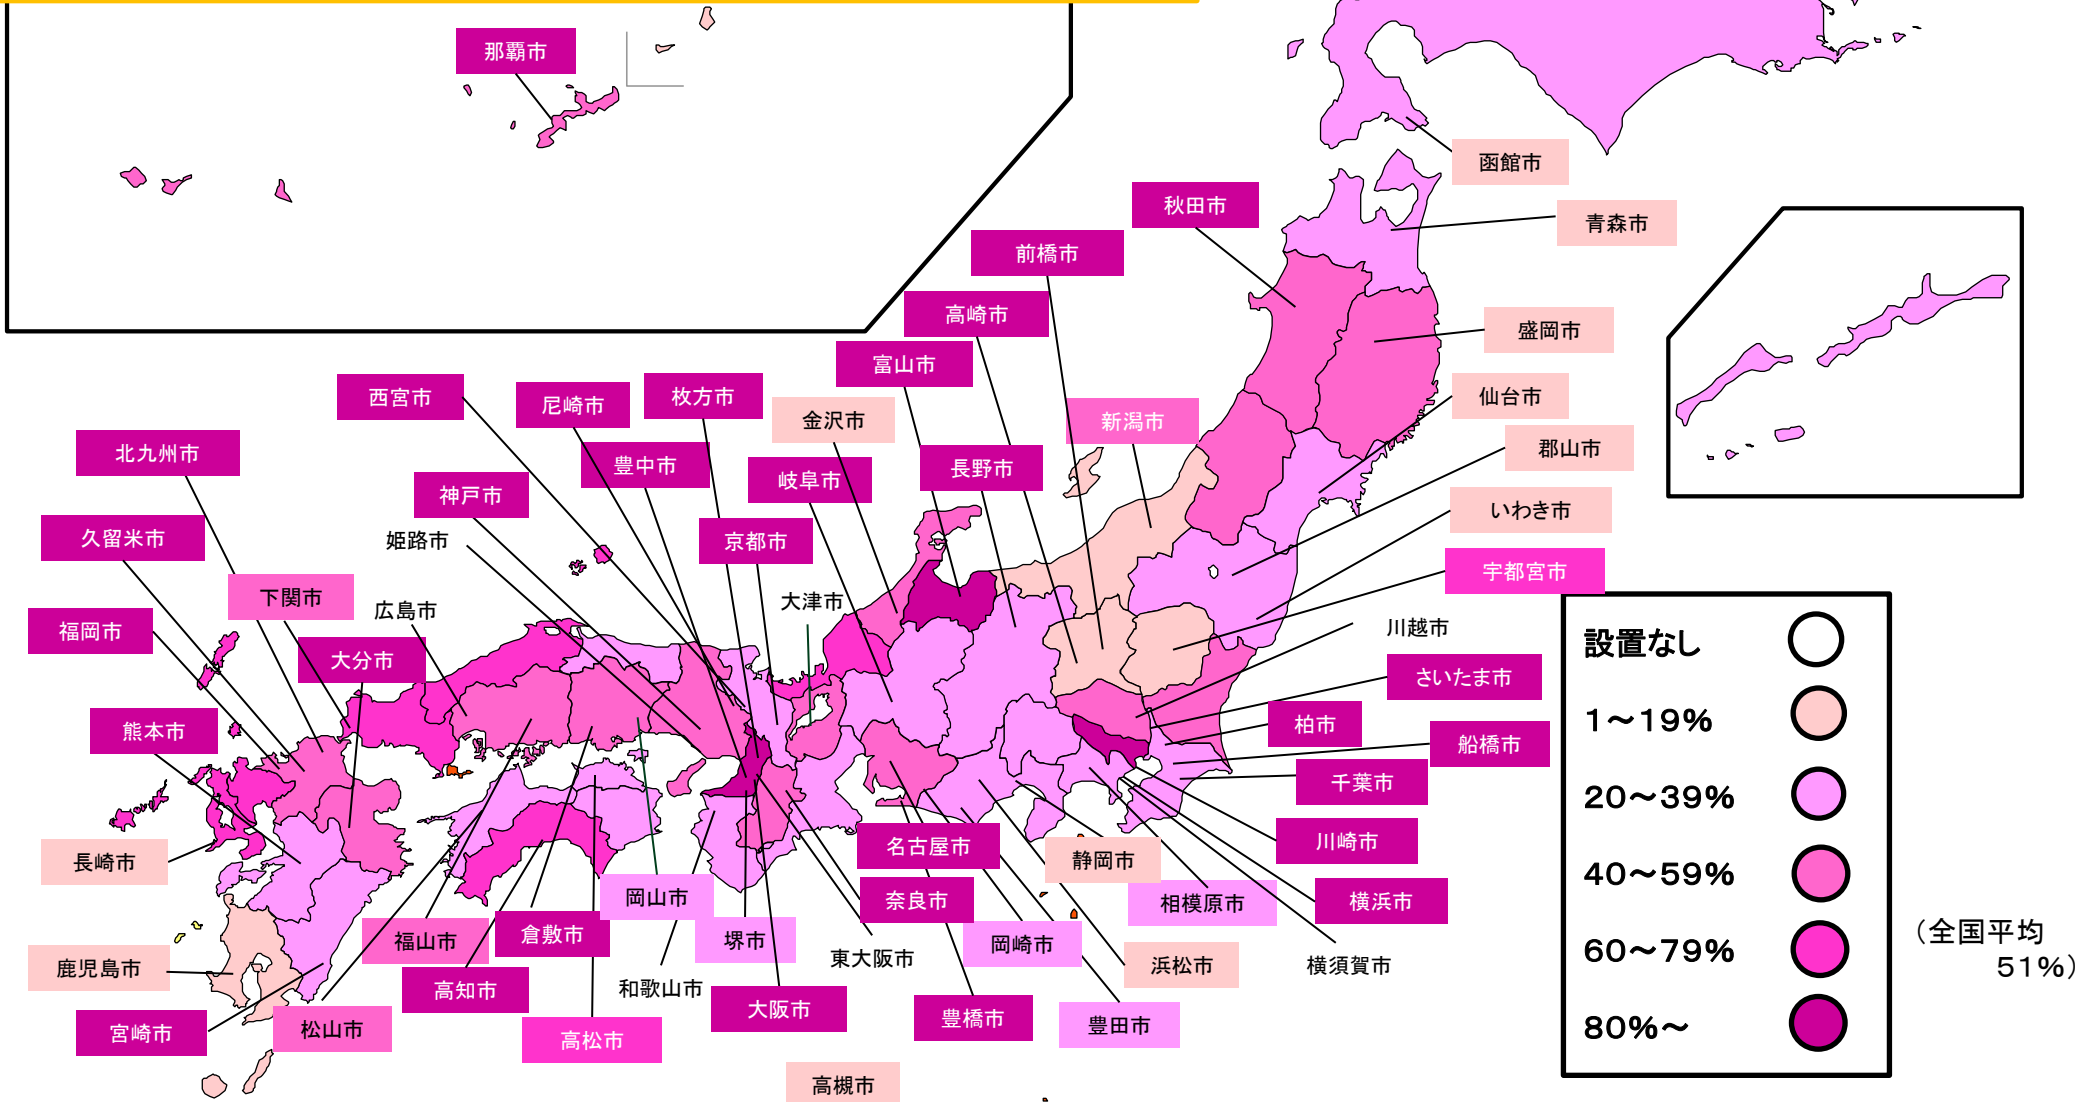 那覇市
函館市
秋田市
青森市
前橋市
高崎市
盛岡市
富山市
西宮市
尼崎市
枚方市
仙台市
金沢市
新潟市
郡山市
北九州市
豊中市
岐阜市
長野市
神戸市
いわき市
久留米市
姫路市
京都市
宇都宮市
下関市
広島市
大津市
福岡市
川越市
設置なし
大分市
さいたま市
1～19%
熊本市
柏市
船橋市
千葉市
20～39%
長崎市
名古屋市
静岡市
川崎市
40～59%
岡山市
奈良市
相模原市
横浜市
福山市
倉敷市
堺市
岡崎市
（全国平均
51%）
60～79%
鹿児島市
東大阪市
浜松市
横須賀市
高知市
和歌山市
大阪市
豊橋市
豊田市
80%～
宮崎市
松山市
高松市
高槻市